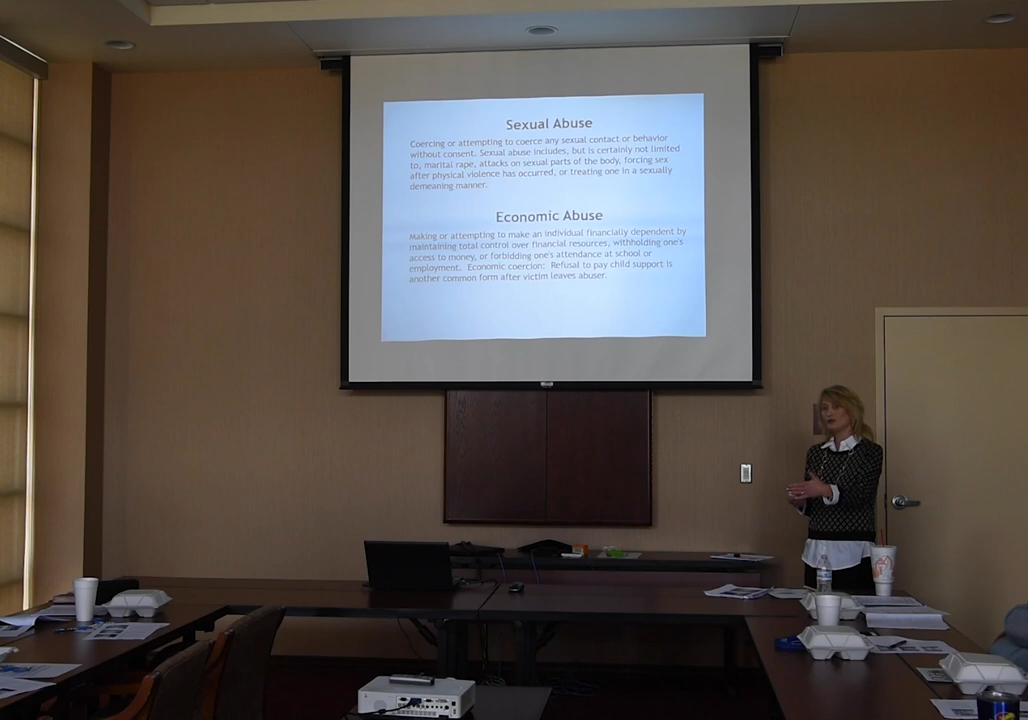 Sexual Abuse
Coercing or attempting to coerce any sexual contact or behavior
without consent. Sexual abuse includes, but is certainly not limited
to, marital rape, attacks on sexual parts of the body, forcing sex
after physical violence has occurred, or treating one in a sexually
demeaning manner.
Economic Abuse
Making or attempting to make an individual financially dependent by
maintaining total control over financial resources, withholding one's
access to money, or forbidding one's attendance at school or
employment. Economic coercion: Refusal to pay child support is
another common form after victim leaves abuser.